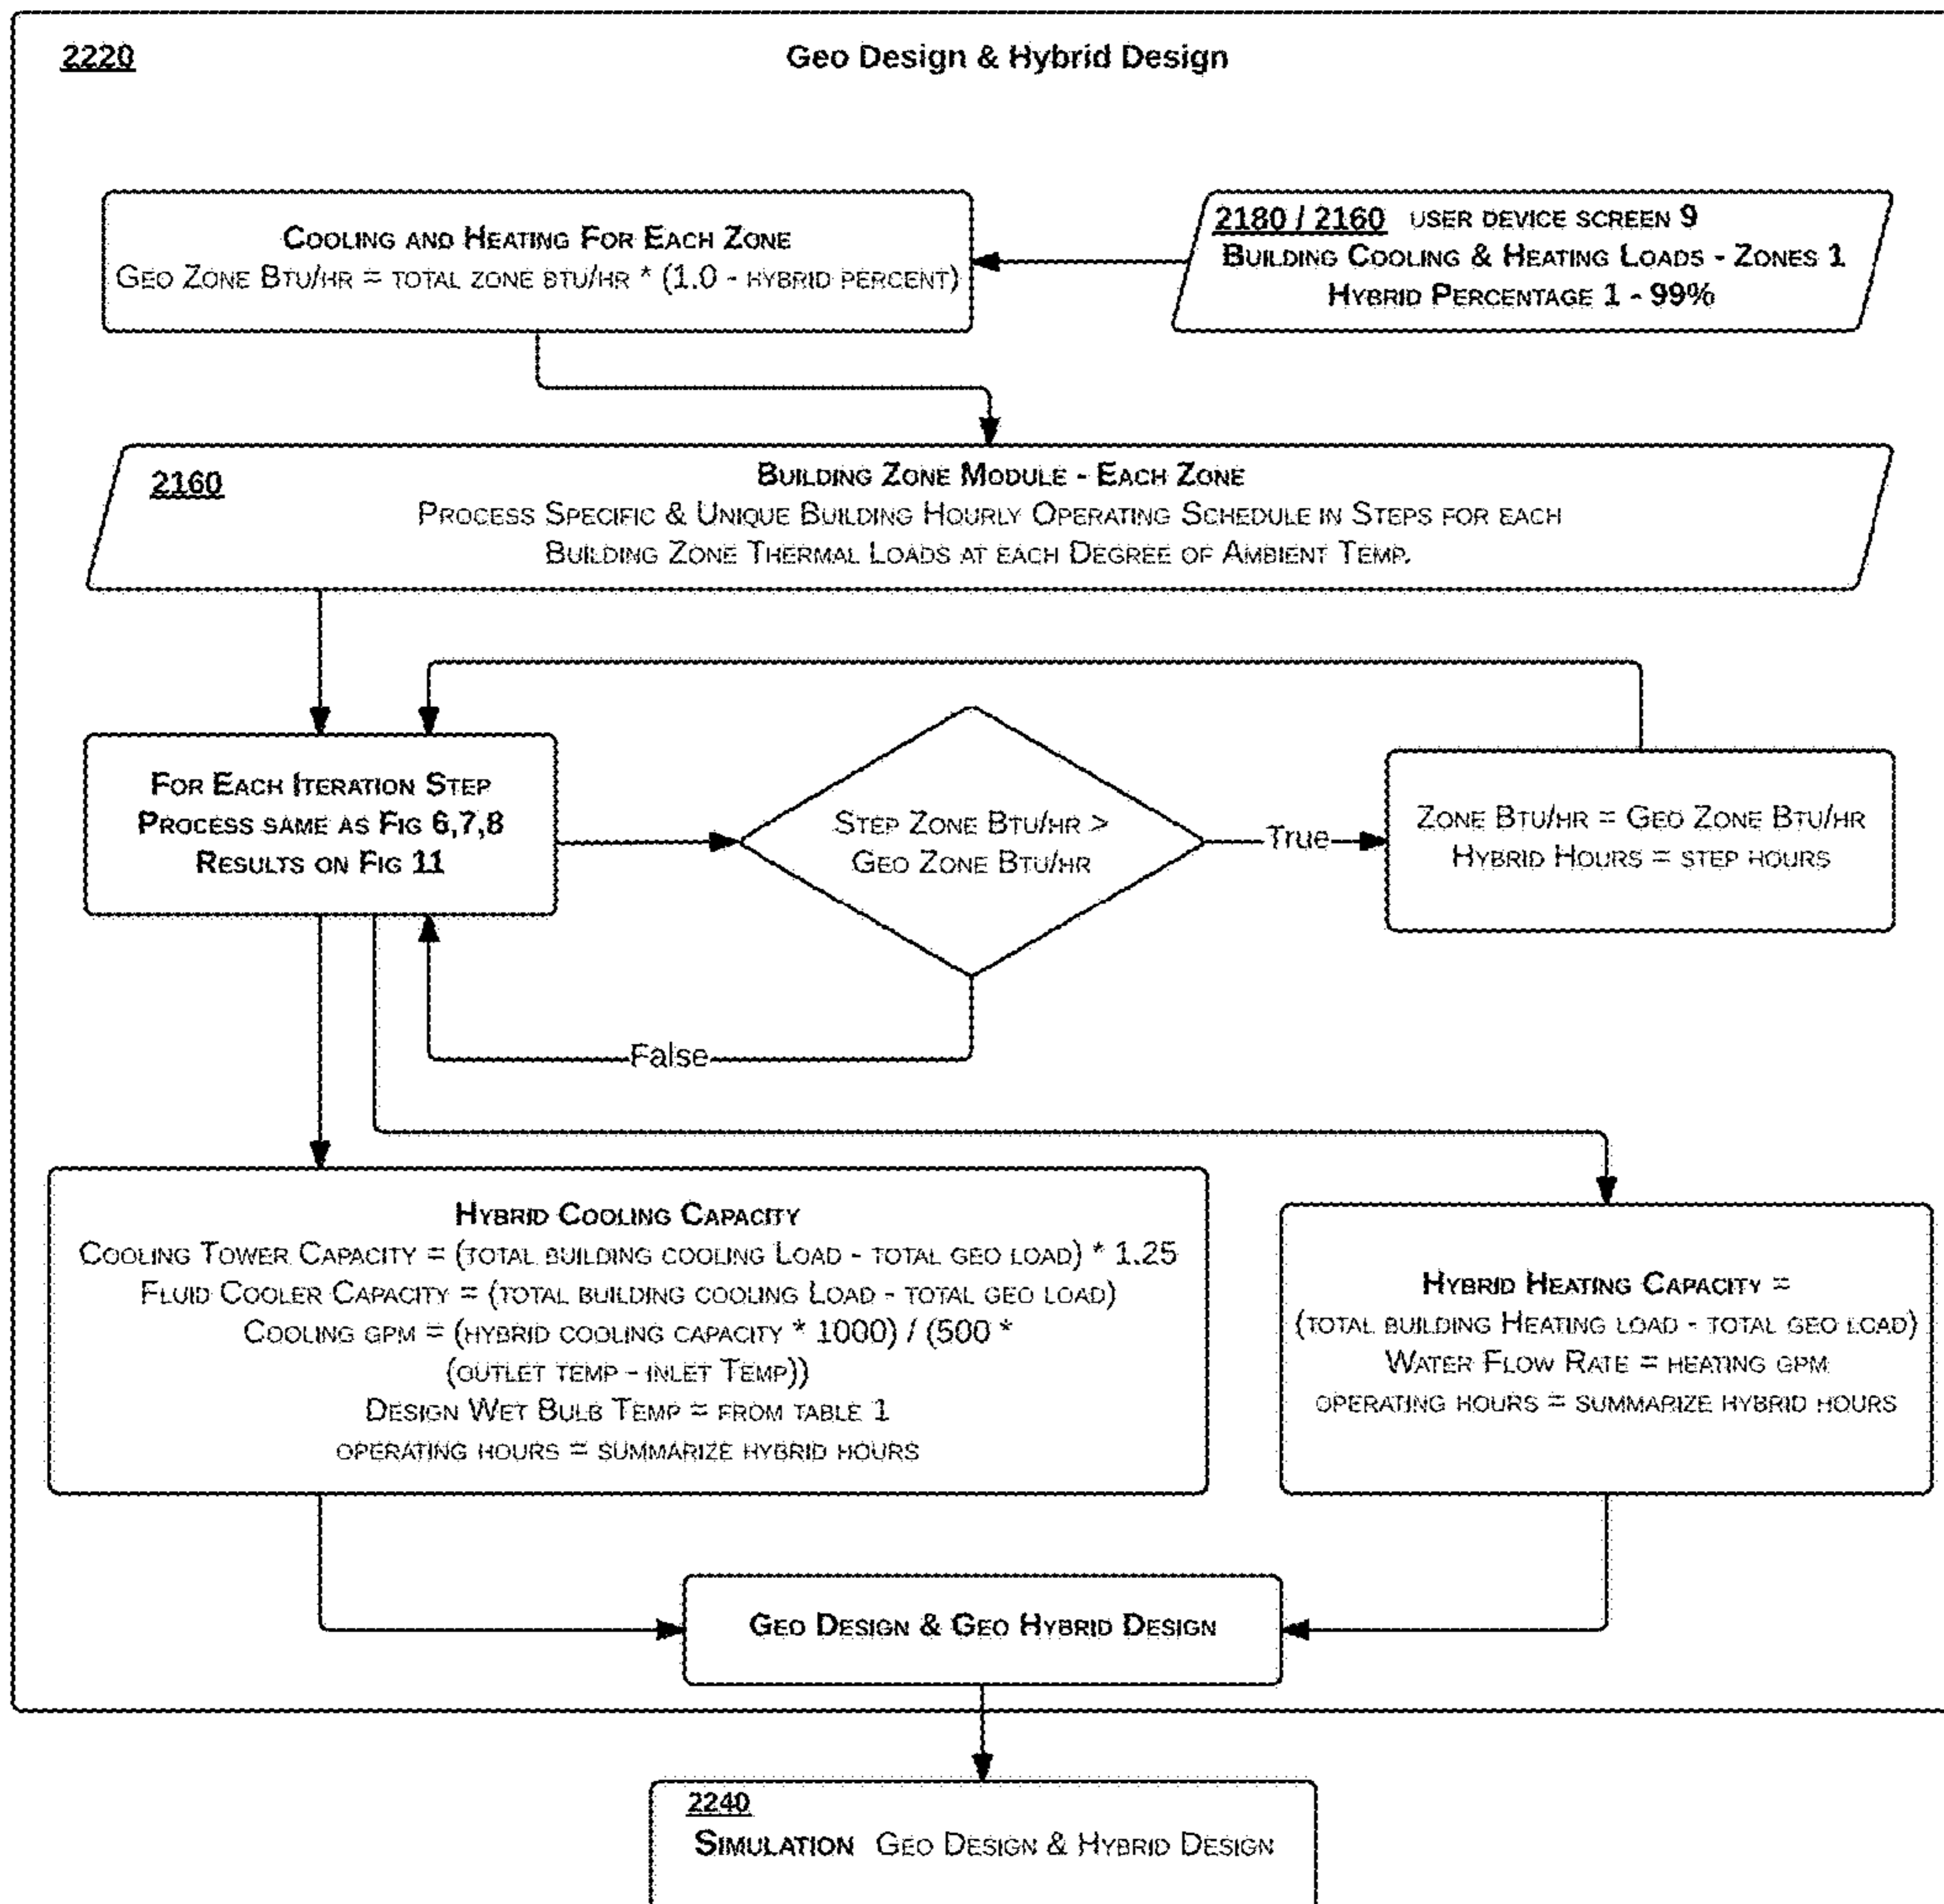 2220
Geo Design & Hybrid Design
Cooling and Heating For Each Zone
Geo Zone Btu/hr = total zone btu/hr * (1.0 - hybrid percent)
2180 / 2160 user device screen 9
Building Cooling & Heating Loads - Zones 1
Hybrid Percentage 1 - 99%
2160
Building Zone Module - Each Zone
Process Specific & Unique Building Hourly Operating Schedule in Steps for each
Building Zone Thermal Loads at each Degree of Ambient Temp.
For Each Iteration Step
Process same as Fig 6,7,8
Results on Fig 11
Step Zone Btu/hr >
Geo Zone Btu/hr
True
Zone Btu/hr = Geo Zone Btu/hr
Hybrid Hours = step hours
False
Hybrid Cooling Capacity
Cooling Tower Capacity = (total building cooling Load - total geo load) * 1.25
Fluid Cooler Capacity = (total building cooling Load - total geo load)
Cooling gpm = (hybrid cooling capacity * 1000) / (500 *
(outlet temp - inlet Temp))
Design Wet Bulb Temp = from table 1
operating hours = summarize hybrid hours
Hybrid Heating Capacity =
(total building Heating load - total geo load)
Water Flow Rate = heating gpm
operating hours = summarize hybrid hours
Geo Design & Geo Hybrid Design
2240
Simulation Geo Design & Hybrid Design